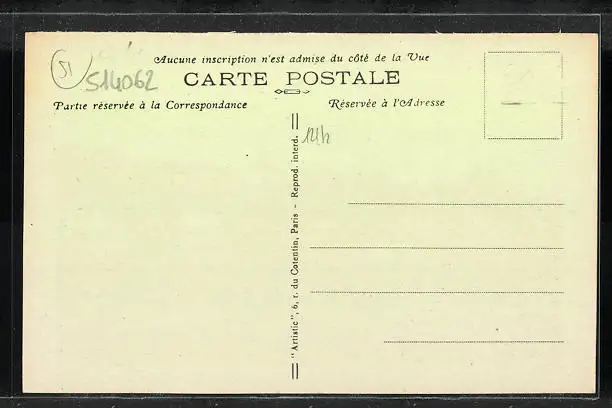 Aucune inscription n'est admise du côté de la Vue
51
514062
CARTE POSTALE
Partie réservée à la Correspondance
Réservée à l'Adresse
"Artistic", 6, r. du Cotentin, Paris - Reprod. interd.